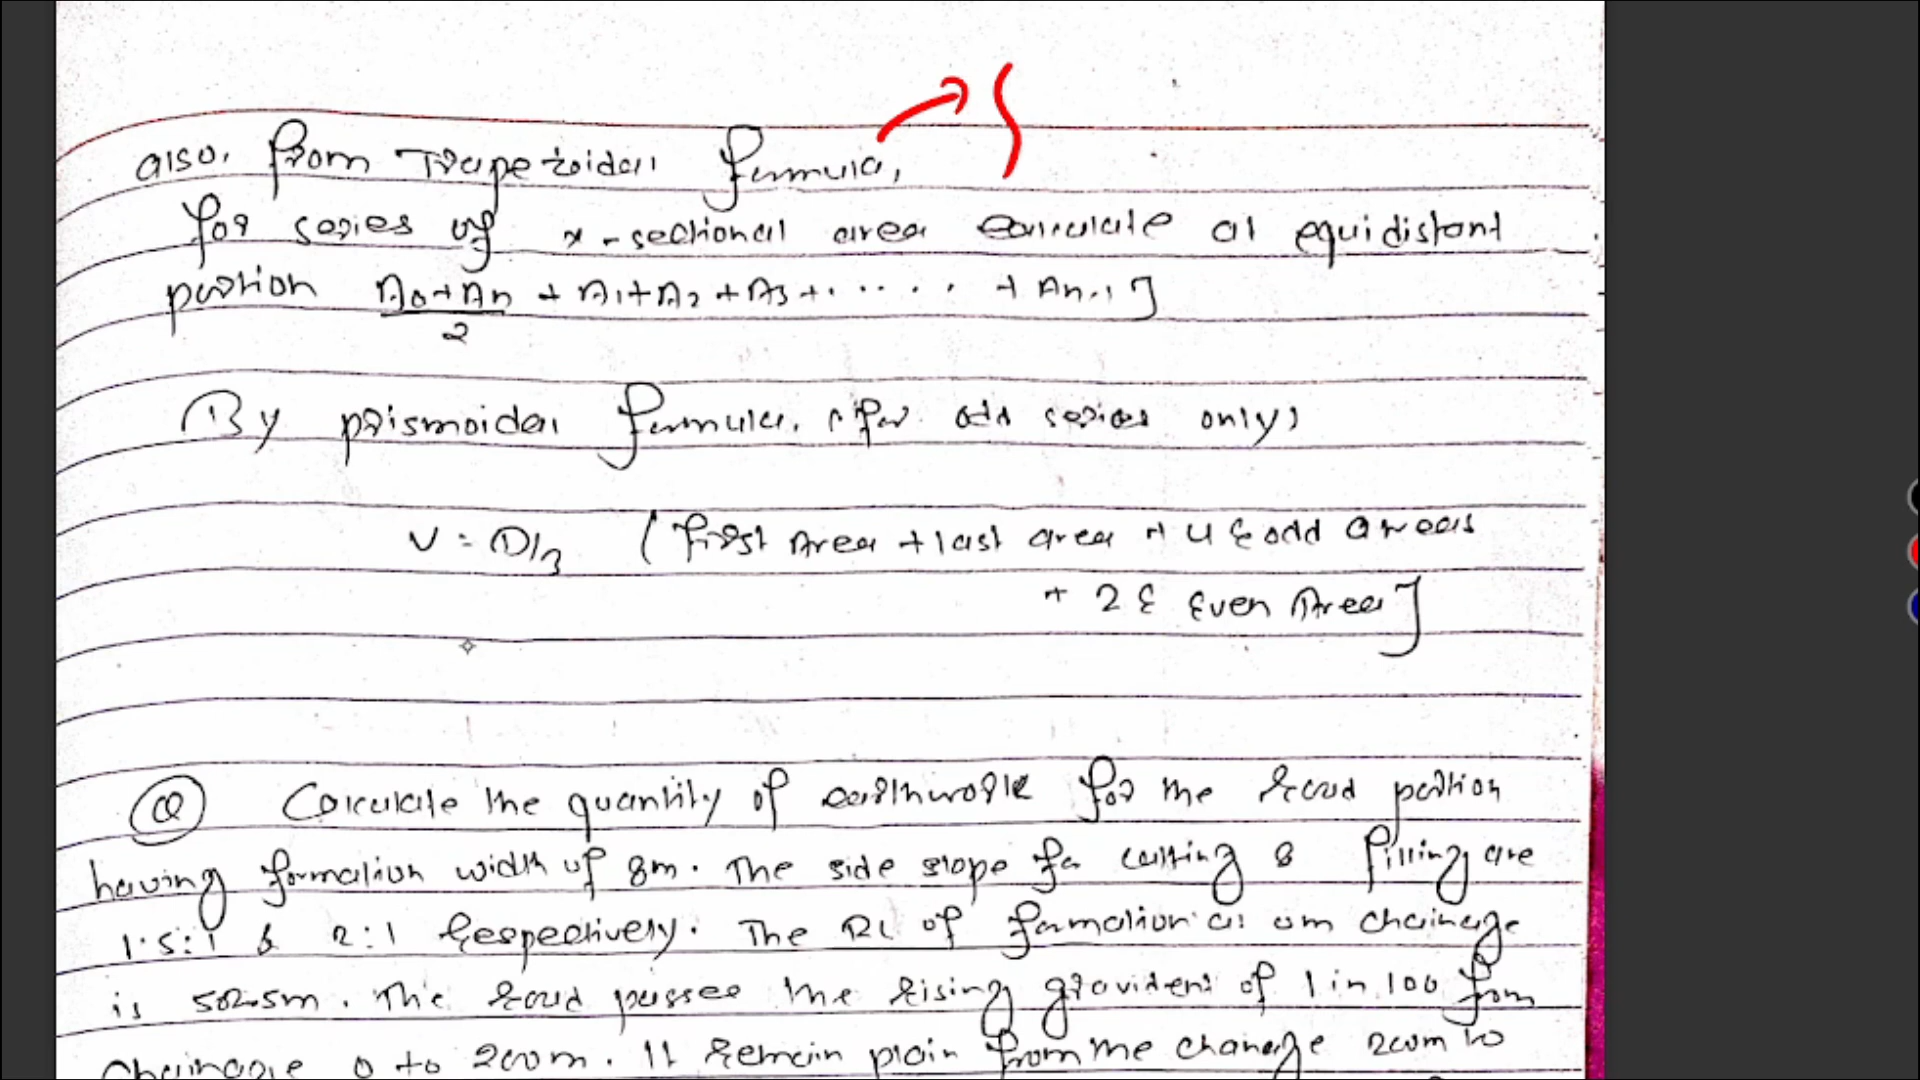 also, from Trapezoidal formula,
for series of x-sectional area calculate at equidistant
portion A0+An/2 + A1+A2+A3+...... + An-1]
By prismoidal formula, (for odd series only)
V = D/3 (first Area + last area + 4 Σ odd areas
+ 2 Σ Even Area]
Q Calculate the quantity of earthwork for the road portion
having formation width of 8m. The side slope for cutting & filling are
1.5:1 & 2:1 respectively. The RL of formation at 0m chainage
is 502.5m. The road passes the rising gradient of 1 in 100 from
chainage 0 to 200m. It remain plain from the chainage 200m to